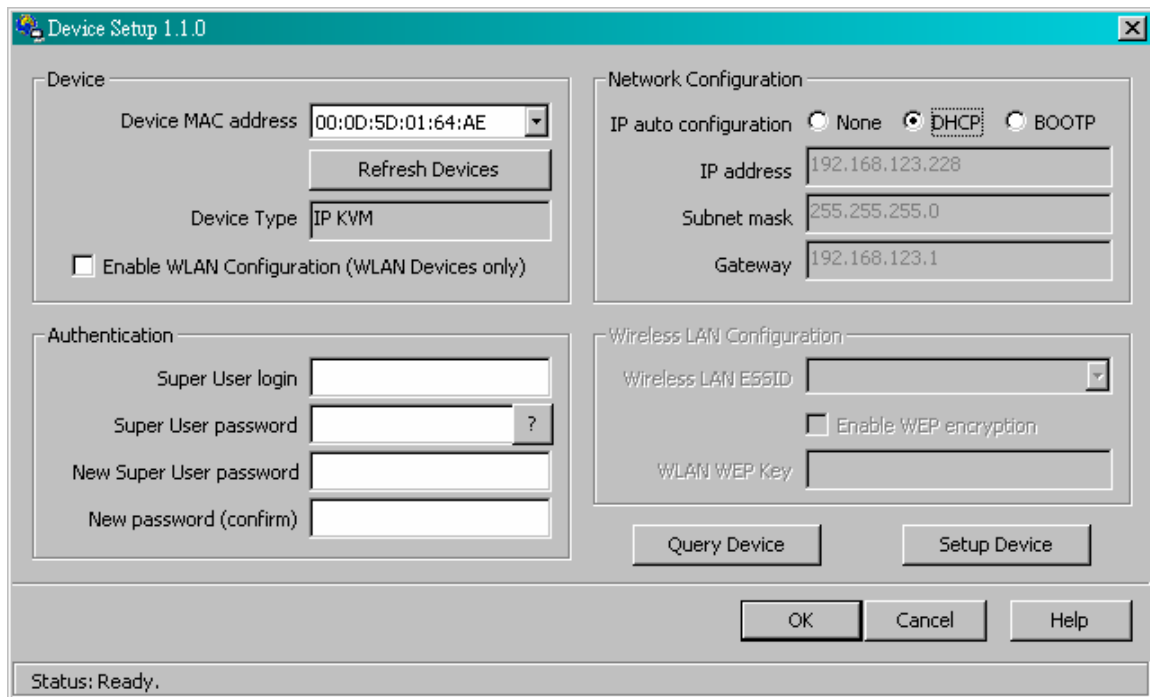 Device Setup 1.1.0
Device
Device MAC address 00:0D:5D:01:64:AE
Refresh Devices
Device Type IP KVM
Enable WLAN Configuration (WLAN Devices only)
Network Configuration
IP auto configuration None DHCP BOOTP
IP address 192.168.123.228
Subnet mask 255.255.255.0
Gateway 192.168.123.1
Authentication
Super User login
Super User password ?
New Super User password
New password (confirm)
Wireless LAN Configuration
Wireless LAN ESSID
Enable WEP encryption
WLAN WEP Key
Query Device Setup Device
OK Cancel Help
Status: Ready.